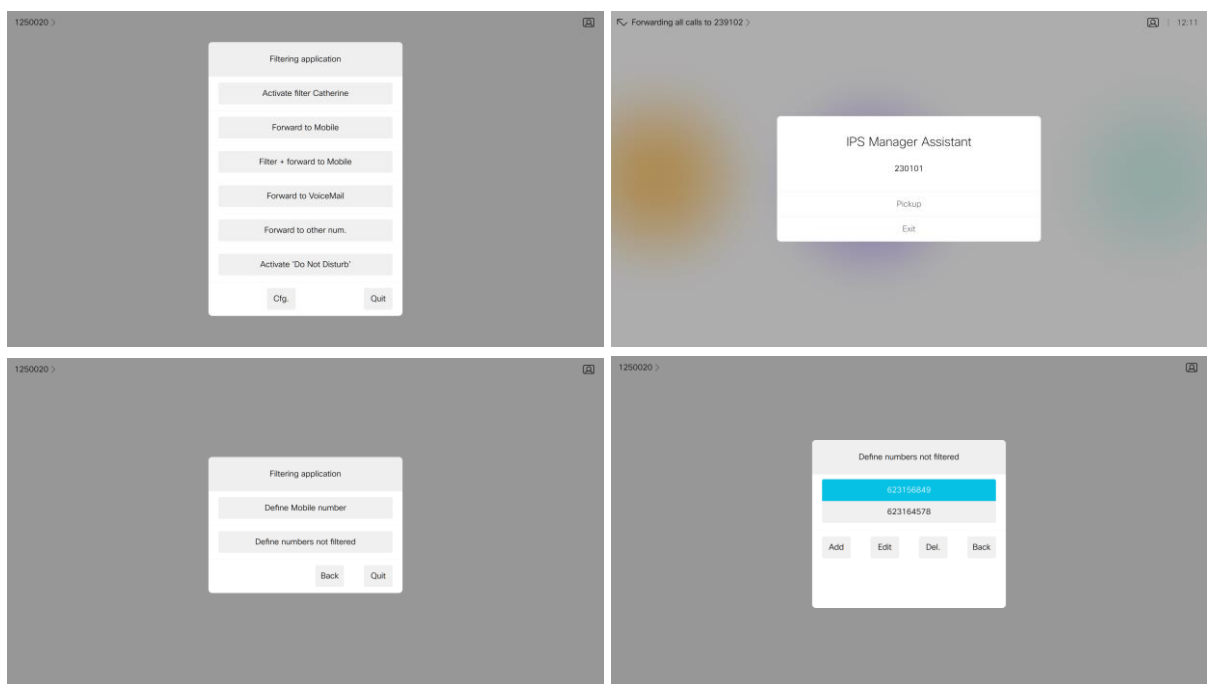 1250020 >
Filtering application
Activate filter Catherine
Forward to Mobile
Filter + forward to Mobile
Forward to VoiceMail
Forward to other num.
Activate 'Do Not Disturb'
Cfg. Quit
Forwarding all calls to 239102 >
12:11
IPS Manager Assistant
230101
Pickup
Exit
1250020 >
Filtering application
Define Mobile number
Define numbers not filtered
Back Quit
1250020 >
Define numbers not filtered
623156849
623164578
Add Edit Del. Back